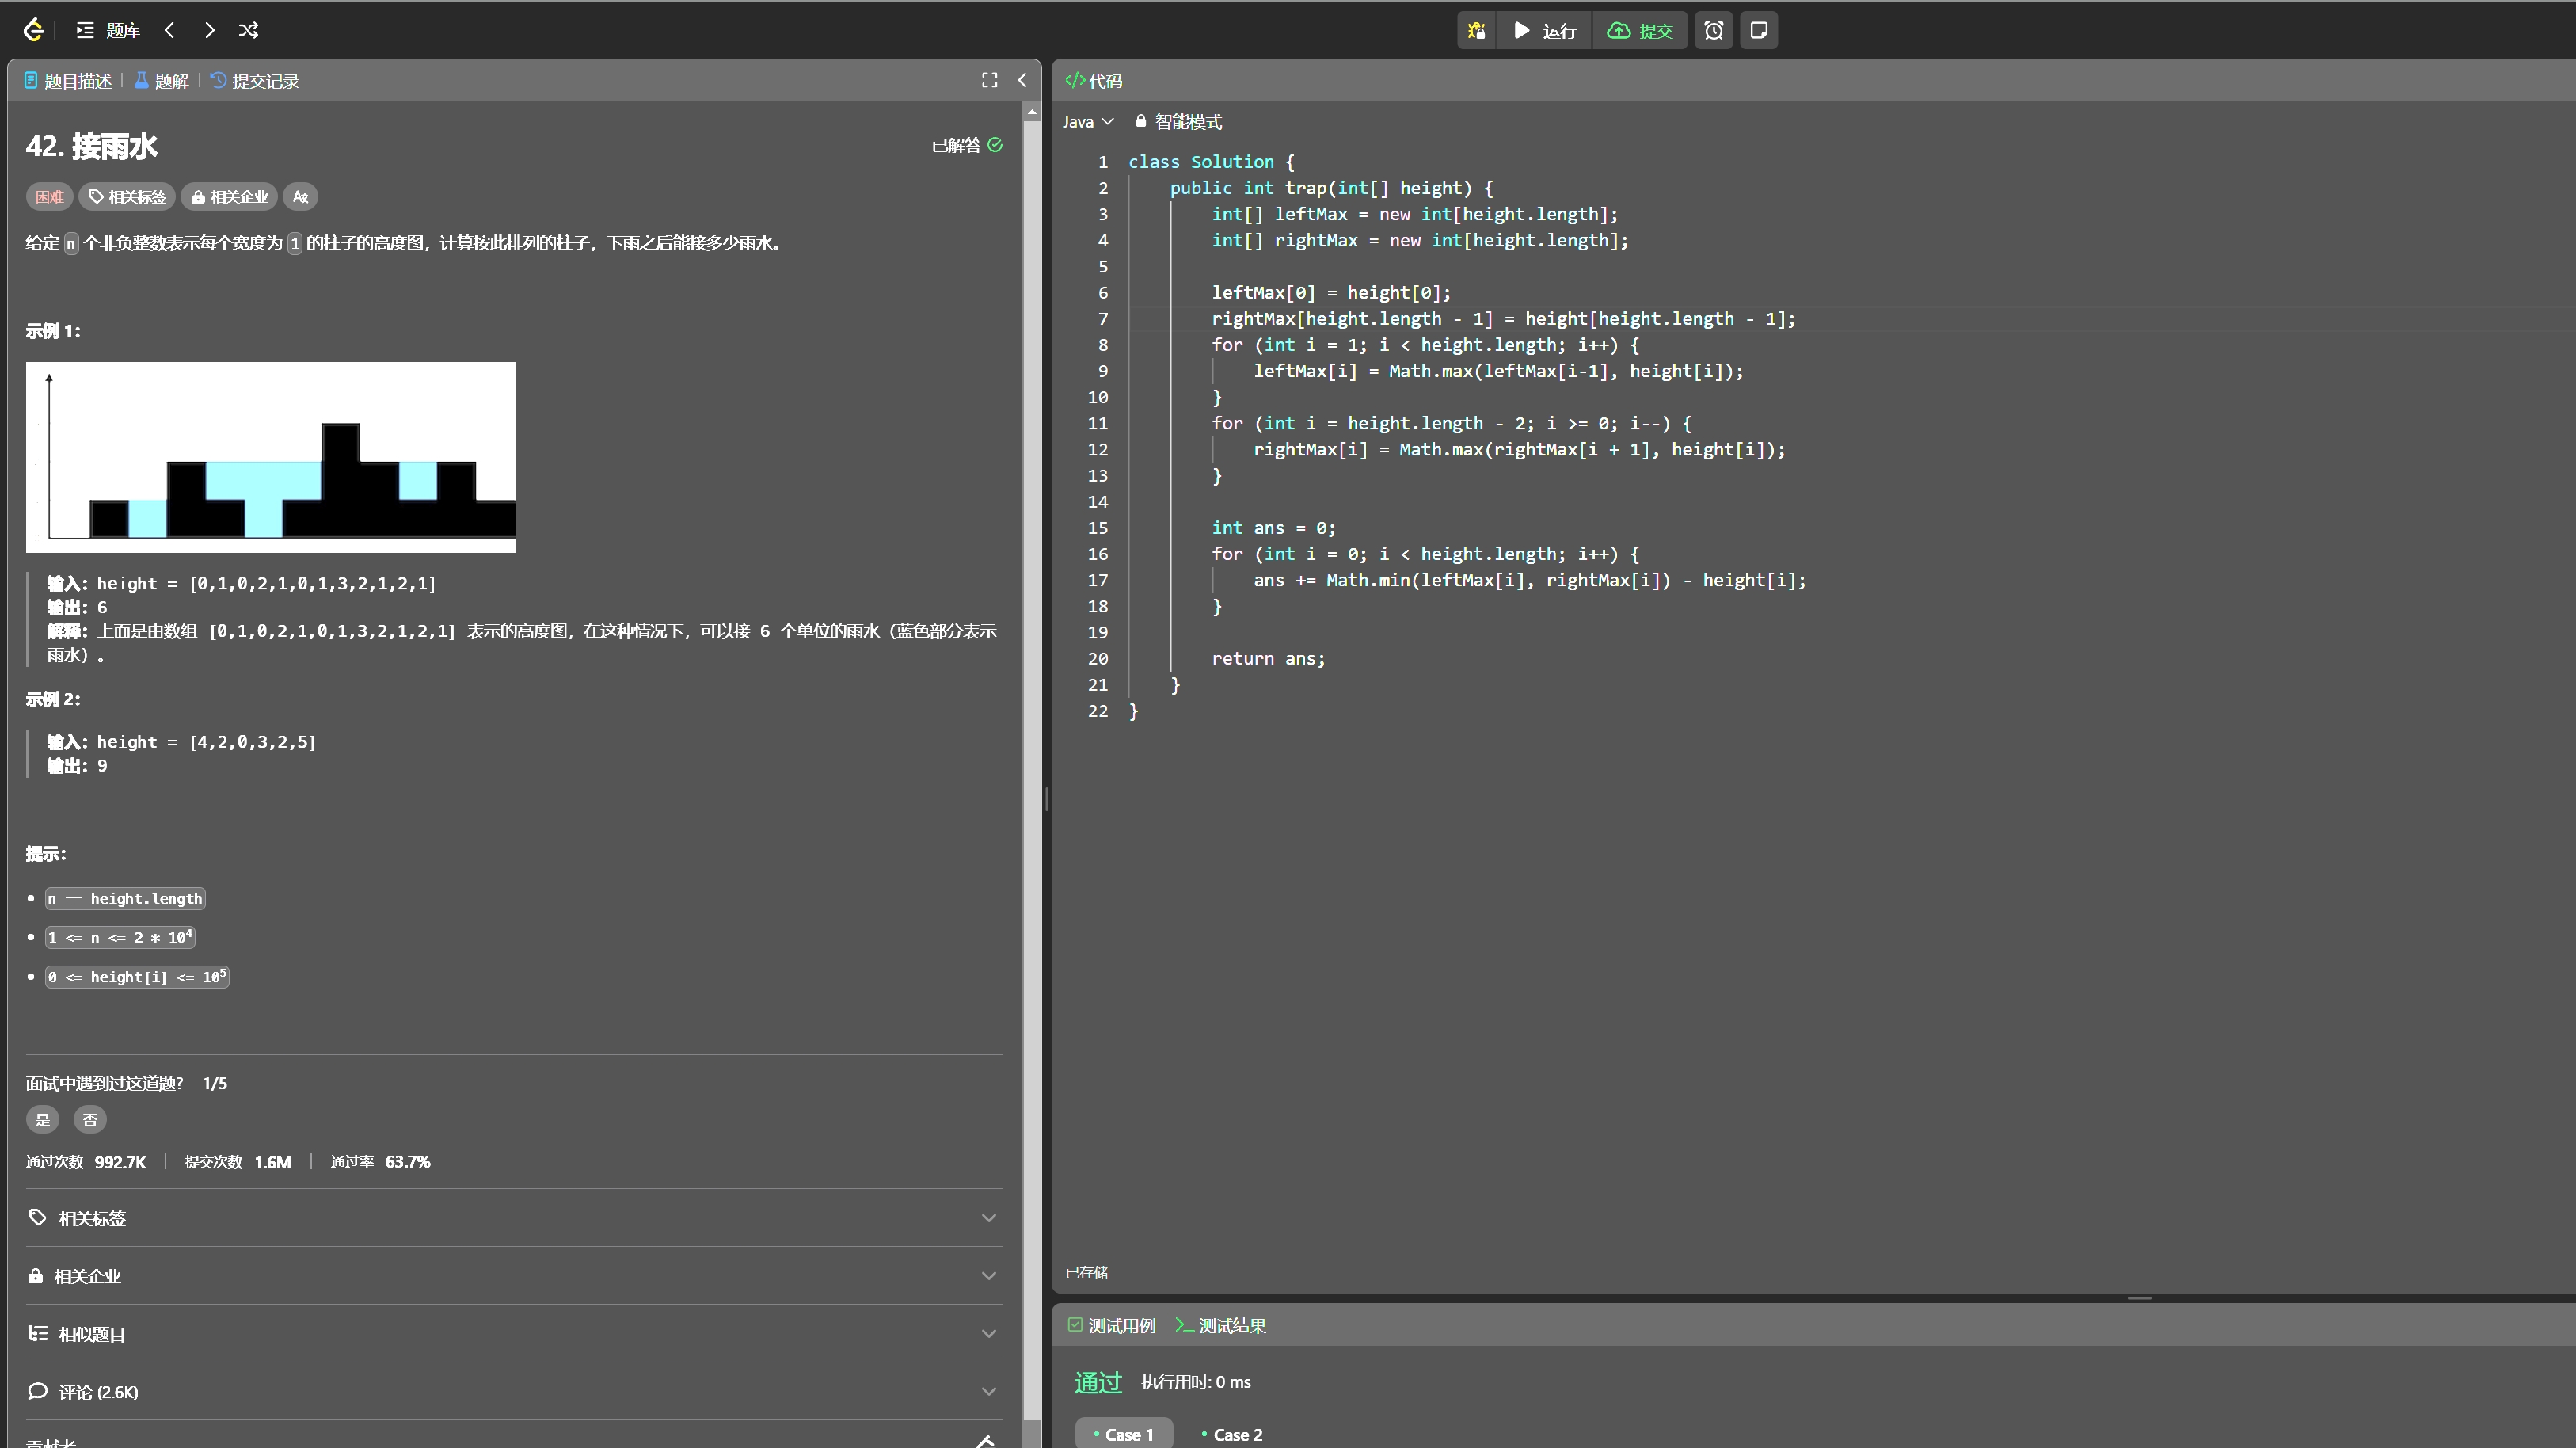 题库
运行
提交
题目描述
题解
提交记录
42. 接雨水
已解答
困难
相关标签
相关企业
给定 n 个非负整数表示每个宽度为 1 的柱子的高度图，计算按此排列的柱子，下雨之后能接多少雨水。
示例 1：
输入：height = [0,1,0,2,1,0,1,3,2,1,2,1]
输出：6
解释：上面是由数组 [0,1,0,2,1,0,1,3,2,1,2,1] 表示的高度图，在这种情况下，可以接 6 个单位的雨水（蓝色部分表示
雨水）。
示例 2：
输入：height = [4,2,0,3,2,5]
输出：9
提示：
n == height.length
1 <= n <= 2 * 10⁴
0 <= height[i] <= 10⁵
面试中遇到过这道题? 1/5
是
否
通过次数 992.7K
提交次数 1.6M
通过率 63.7%
相关标签
相关企业
相似题目
评论 (2.6K)
贡献者
代码
Java
智能模式
1 class Solution {
2 public int trap(int[] height) {
3 int[] leftMax = new int[height.length];
4 int[] rightMax = new int[height.length];
5
6 leftMax[0] = height[0];
7 rightMax[height.length - 1] = height[height.length - 1];
8 for (int i = 1; i < height.length; i++) {
9 leftMax[i] = Math.max(leftMax[i-1], height[i]);
10 }
11 for (int i = height.length - 2; i >= 0; i--) {
12 rightMax[i] = Math.max(rightMax[i + 1], height[i]);
13 }
14
15 int ans = 0;
16 for (int i = 0; i < height.length; i++) {
17 ans += Math.min(leftMax[i], rightMax[i]) - height[i];
18 }
19
20 return ans;
21 }
22 }
已存储
测试用例
测试结果
通过
执行用时: 0 ms
Case 1
Case 2